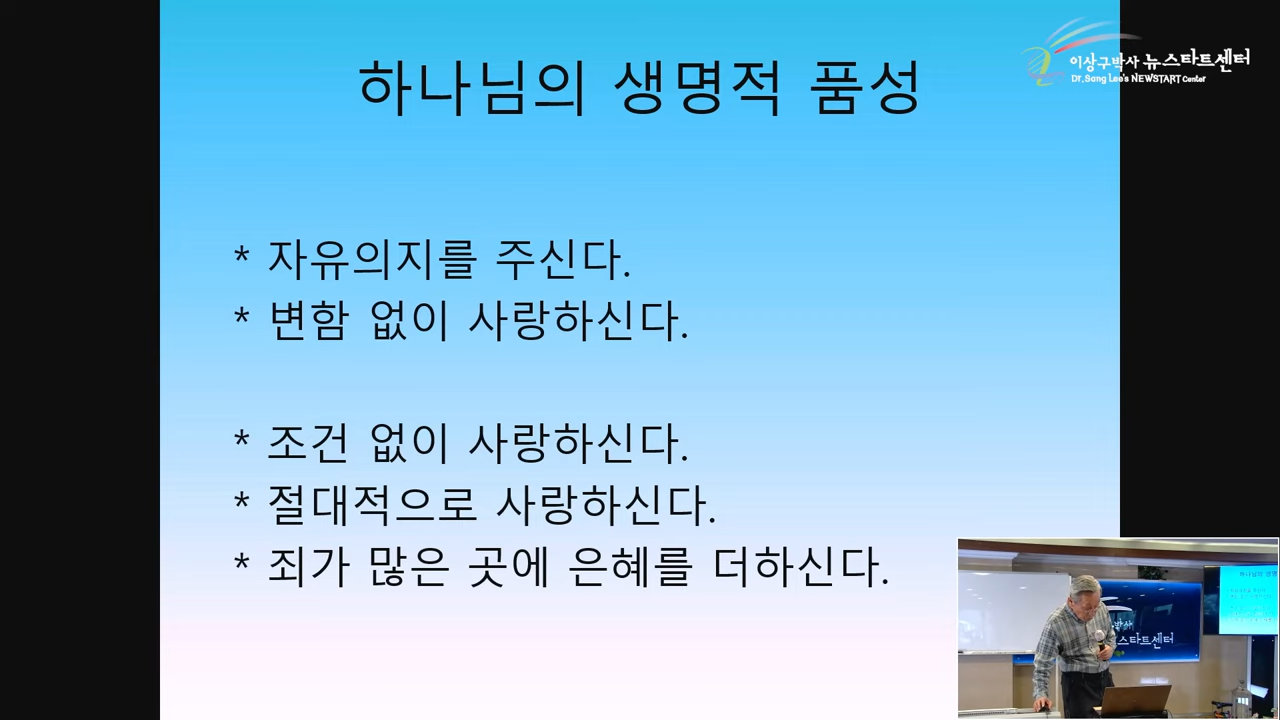 하나님의 생명적 품성
이상구박사 뉴스타트센터
Dr. Sang Lee's NEWSTART Center
* 자유의지를 주신다.
* 변함 없이 사랑하신다.
* 조건 없이 사랑하신다.
* 절대적으로 사랑하신다.
* 죄가 많은 곳에 은혜를 더하신다.